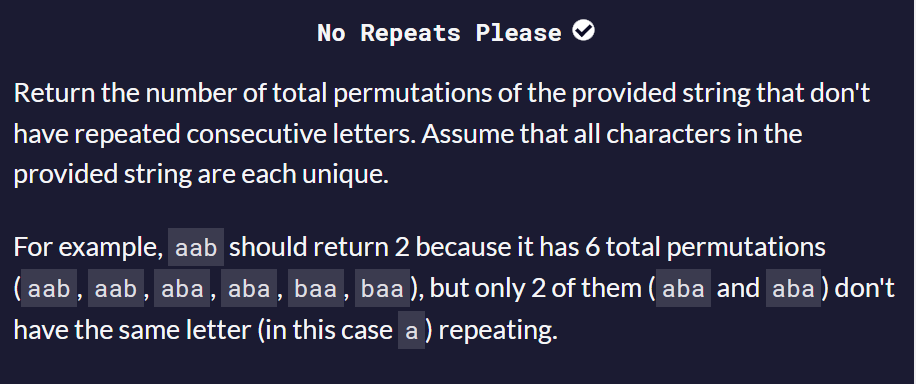 No Repeats Please
Return the number of total permutations of the provided string that don't
have repeated consecutive letters. Assume that all characters in the
provided string are each unique.
For example, aab should return 2 because it has 6 total permutations
(aab, aab, aba, aba, baa, baa), but only 2 of them (aba and aba) don't
have the same letter (in this case a) repeating.